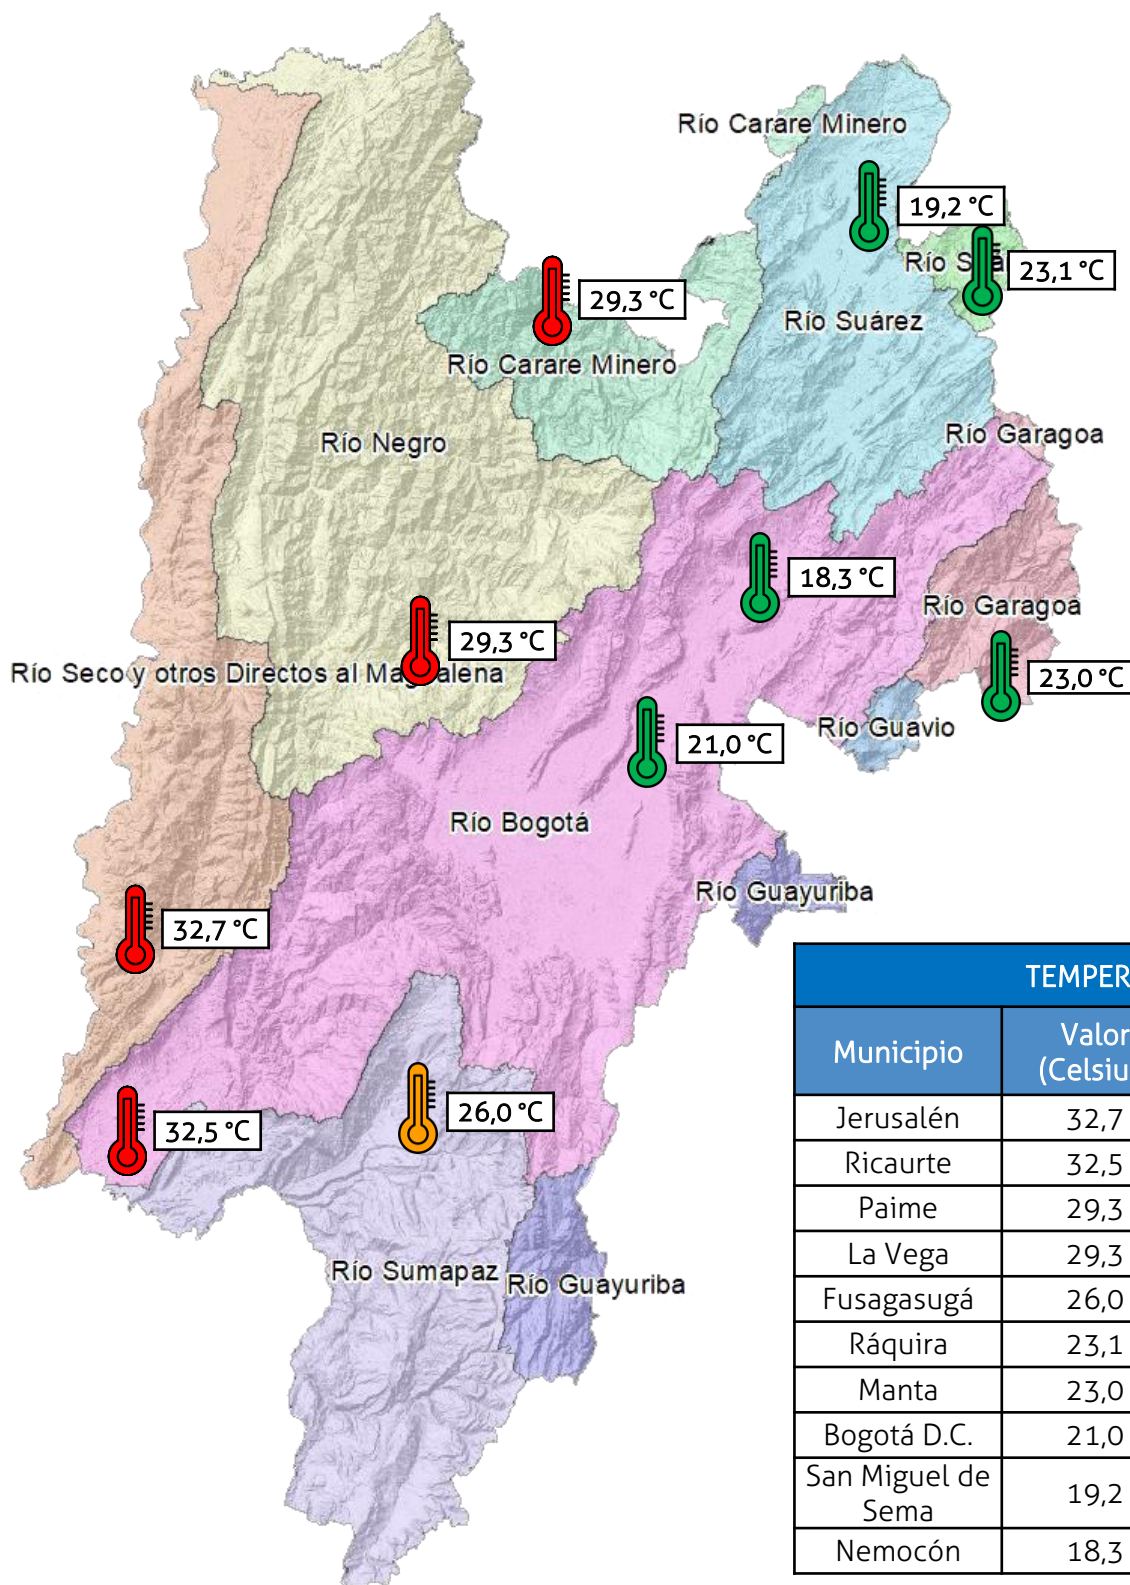 Río Carare Minero
19,2 °C
Río S
23,1 °C
29,3 °C
Río Suárez
Río Carare Minero
Río Negro
Río Garagoa
18,3 °C
Río Garagoa
29,3 °C
Río Seco y otros Directos al Magdalena
23,0 °C
Río Guavio
21,0 °C
Río Bogotá
Río Guayuriba
32,7 °C
26,0 °C
32,5 °C
Río Sumapaz
Río Guayuriba
TEMPER
Municipio
Valor
(Celsiu
Jerusalén 32,7
Ricaurte 32,5
Paime 29,3
La Vega 29,3
Fusagasugá 26,0
Ráquira 23,1
Manta 23,0
Bogotá D.C. 21,0
San Miguel de
Sema 19,2
Nemocón 18,3